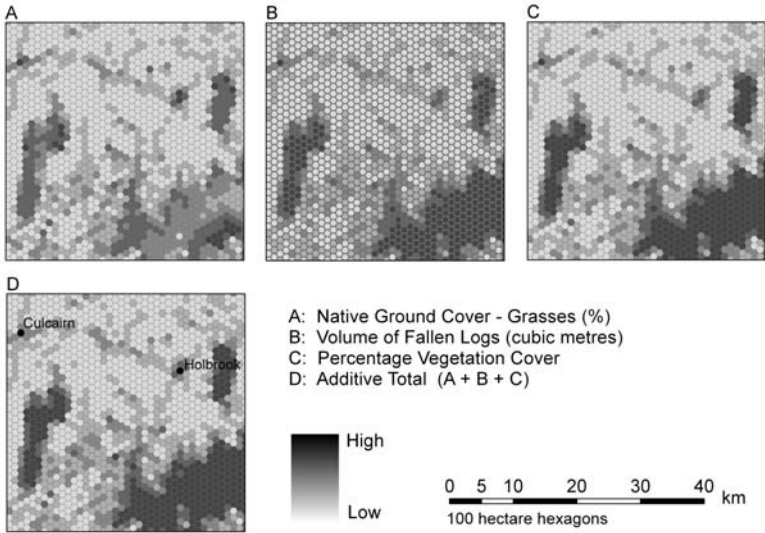 A
B
C
D
Culcairn
Holbrook
A: Native Ground Cover - Grasses (%)
B: Volume of Fallen Logs (cubic metres)
C: Percentage Vegetation Cover
D: Additive Total (A + B + C)
High
Low
0 5 10 20 30 40
km
100 hectare hexagons